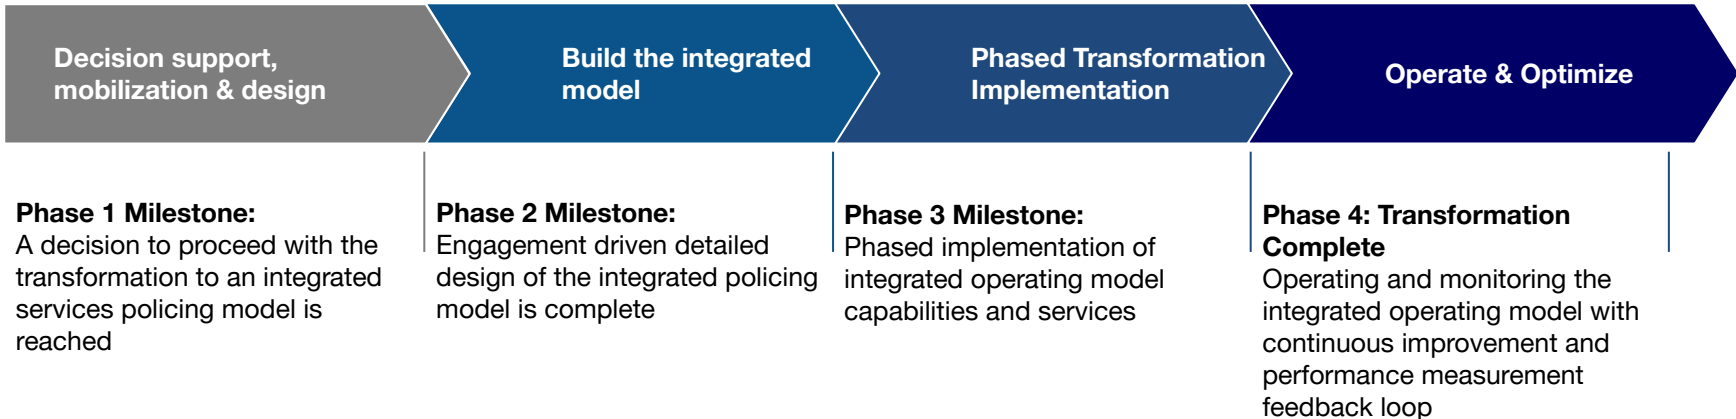 Decision support,
mobilization & design
Build the integrated
model
Phased Transformation
Implementation
Operate & Optimize
Phase 1 Milestone:
A decision to proceed with the
transformation to an integrated
services policing model is
reached
Phase 2 Milestone:
Engagement driven detailed
design of the integrated policing
model is complete
Phase 3 Milestone:
Phased implementation of
integrated operating model
capabilities and services
Phase 4: Transformation
Complete
Operating and monitoring the
integrated operating model with
continuous improvement and
performance measurement
feedback loop